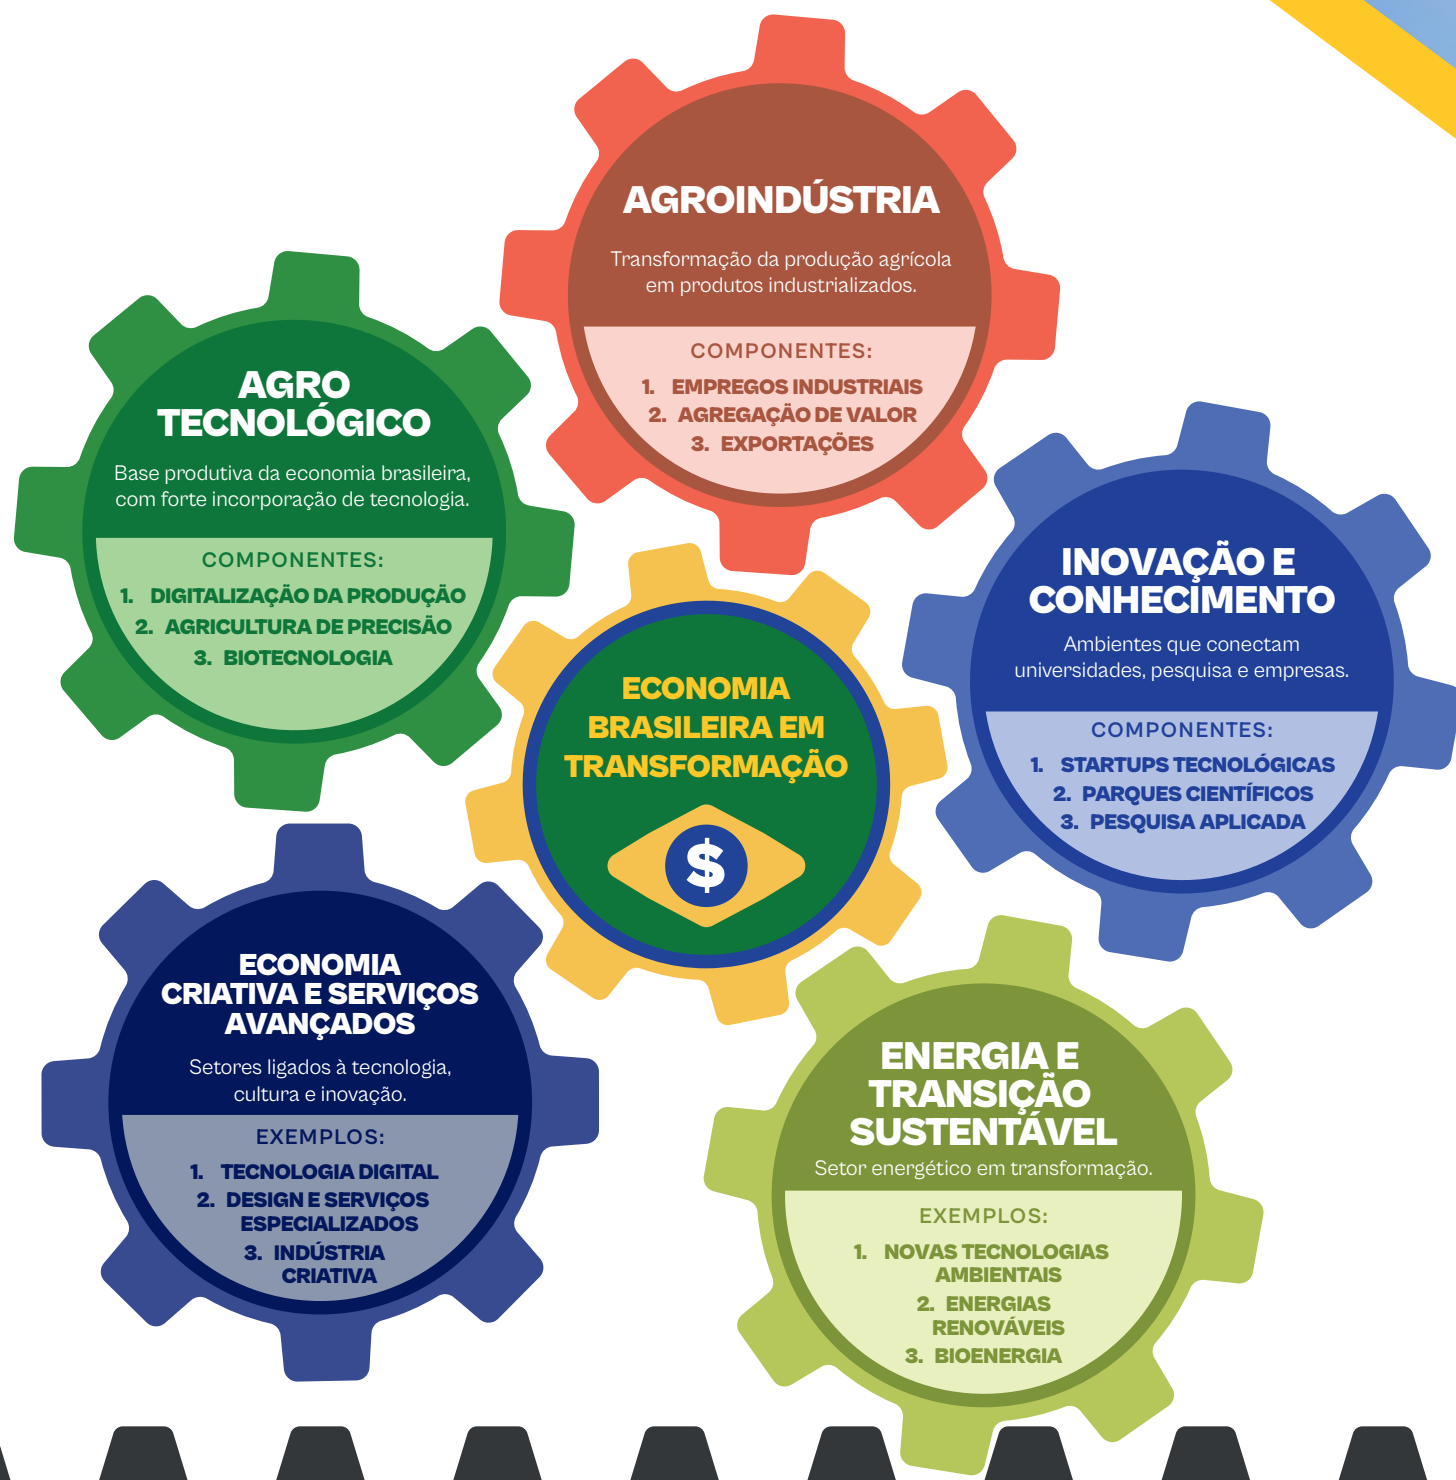 AGROINDÚSTRIA
Transformação da produção agrícola
em produtos industrializados.
COMPONENTES:
1. EMPREGOS INDUSTRIAIS
2. AGREGAÇÃO DE VALOR
3. EXPORTAÇÕES
AGRO
TECNOLÓGICO
Base produtiva da economia brasileira,
com forte incorporação de tecnologia.
COMPONENTES:
1. DIGITALIZAÇÃO DA PRODUÇÃO
2. AGRICULTURA DE PRECISÃO
3. BIOTECNOLOGIA
INOVAÇÃO E
CONHECIMENTO
Ambientes que conectam
universidades, pesquisa e empresas.
COMPONENTES:
1. STARTUPS TECNOLÓGICAS
2. PARQUES CIENTÍFICOS
3. PESQUISA APLICADA
ECONOMIA
BRASILEIRA EM
TRANSFORMAÇÃO
$
ECONOMIA
CRIATIVA E SERVIÇOS
AVANÇADOS
Setores ligados à tecnologia,
cultura e inovação.
EXEMPLOS:
1. TECNOLOGIA DIGITAL
2. DESIGN E SERVIÇOS
ESPECIALIZADOS
3. INDÚSTRIA
CRIATIVA
ENERGIA E
TRANSIÇÃO
SUSTENTÁVEL
Setor energético em transformação.
EXEMPLOS:
1. NOVAS TECNOLOGIAS
AMBIENTAIS
2. ENERGIAS
RENOVÁVEIS
3. BIOENERGIA